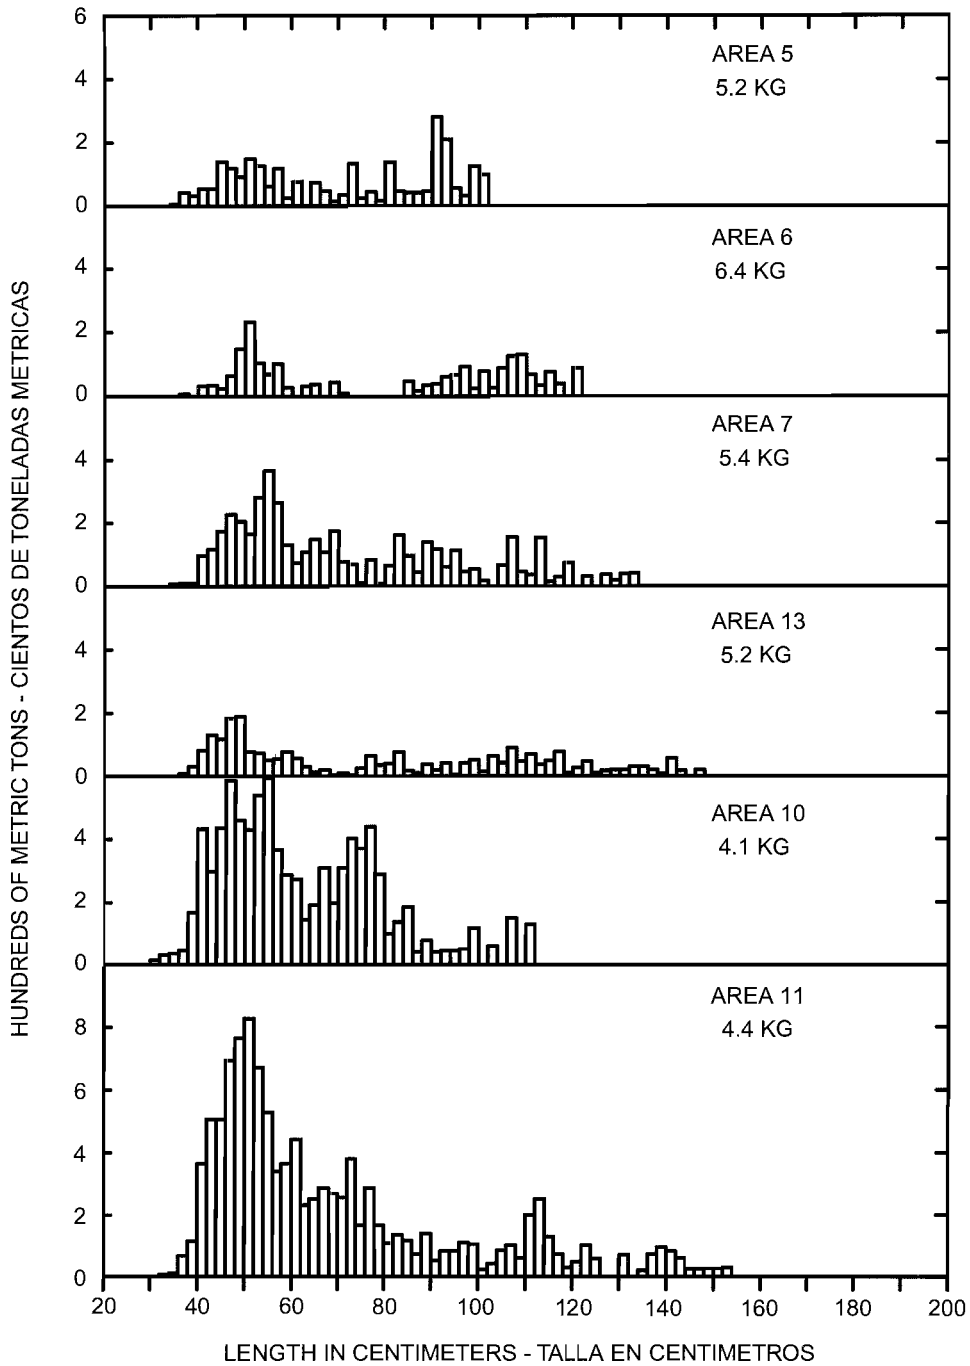 HUNDREDS OF METRIC TONS - CIENTOS DE TONELADAS METRICAS
6
4
2
0
AREA 5
5.2 KG
4
2
0
AREA 6
6.4 KG
4
2
0
AREA 7
5.4 KG
4
2
0
AREA 13
5.2 KG
4
2
0
AREA 10
4.1 KG
8
6
4
2
0
AREA 11
4.4 KG
20 40 60 80 100 120 140 160 180 200
LENGTH IN CENTIMETERS - TALLA EN CENTIMETROS